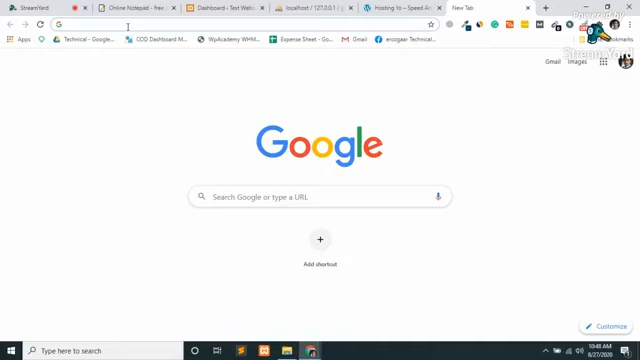 StreamYard
Online Notepad - free
Dashboard ‹ Test Webs
localhost / 127.0.0.1 / g
Hosting Yo – Speed An
New Tab
Powered by
StreamYard
Apps
Technical - Google...
COD Dashboard M...
WpAcademy WHM...
Expense Sheet - Go...
Gmail
erozgaar Technical...
Bookmarks
Gmail
Images
Google
Search Google or type a URL
Add shortcut
Customize
Type here to search
10:48 AM
8/27/2020